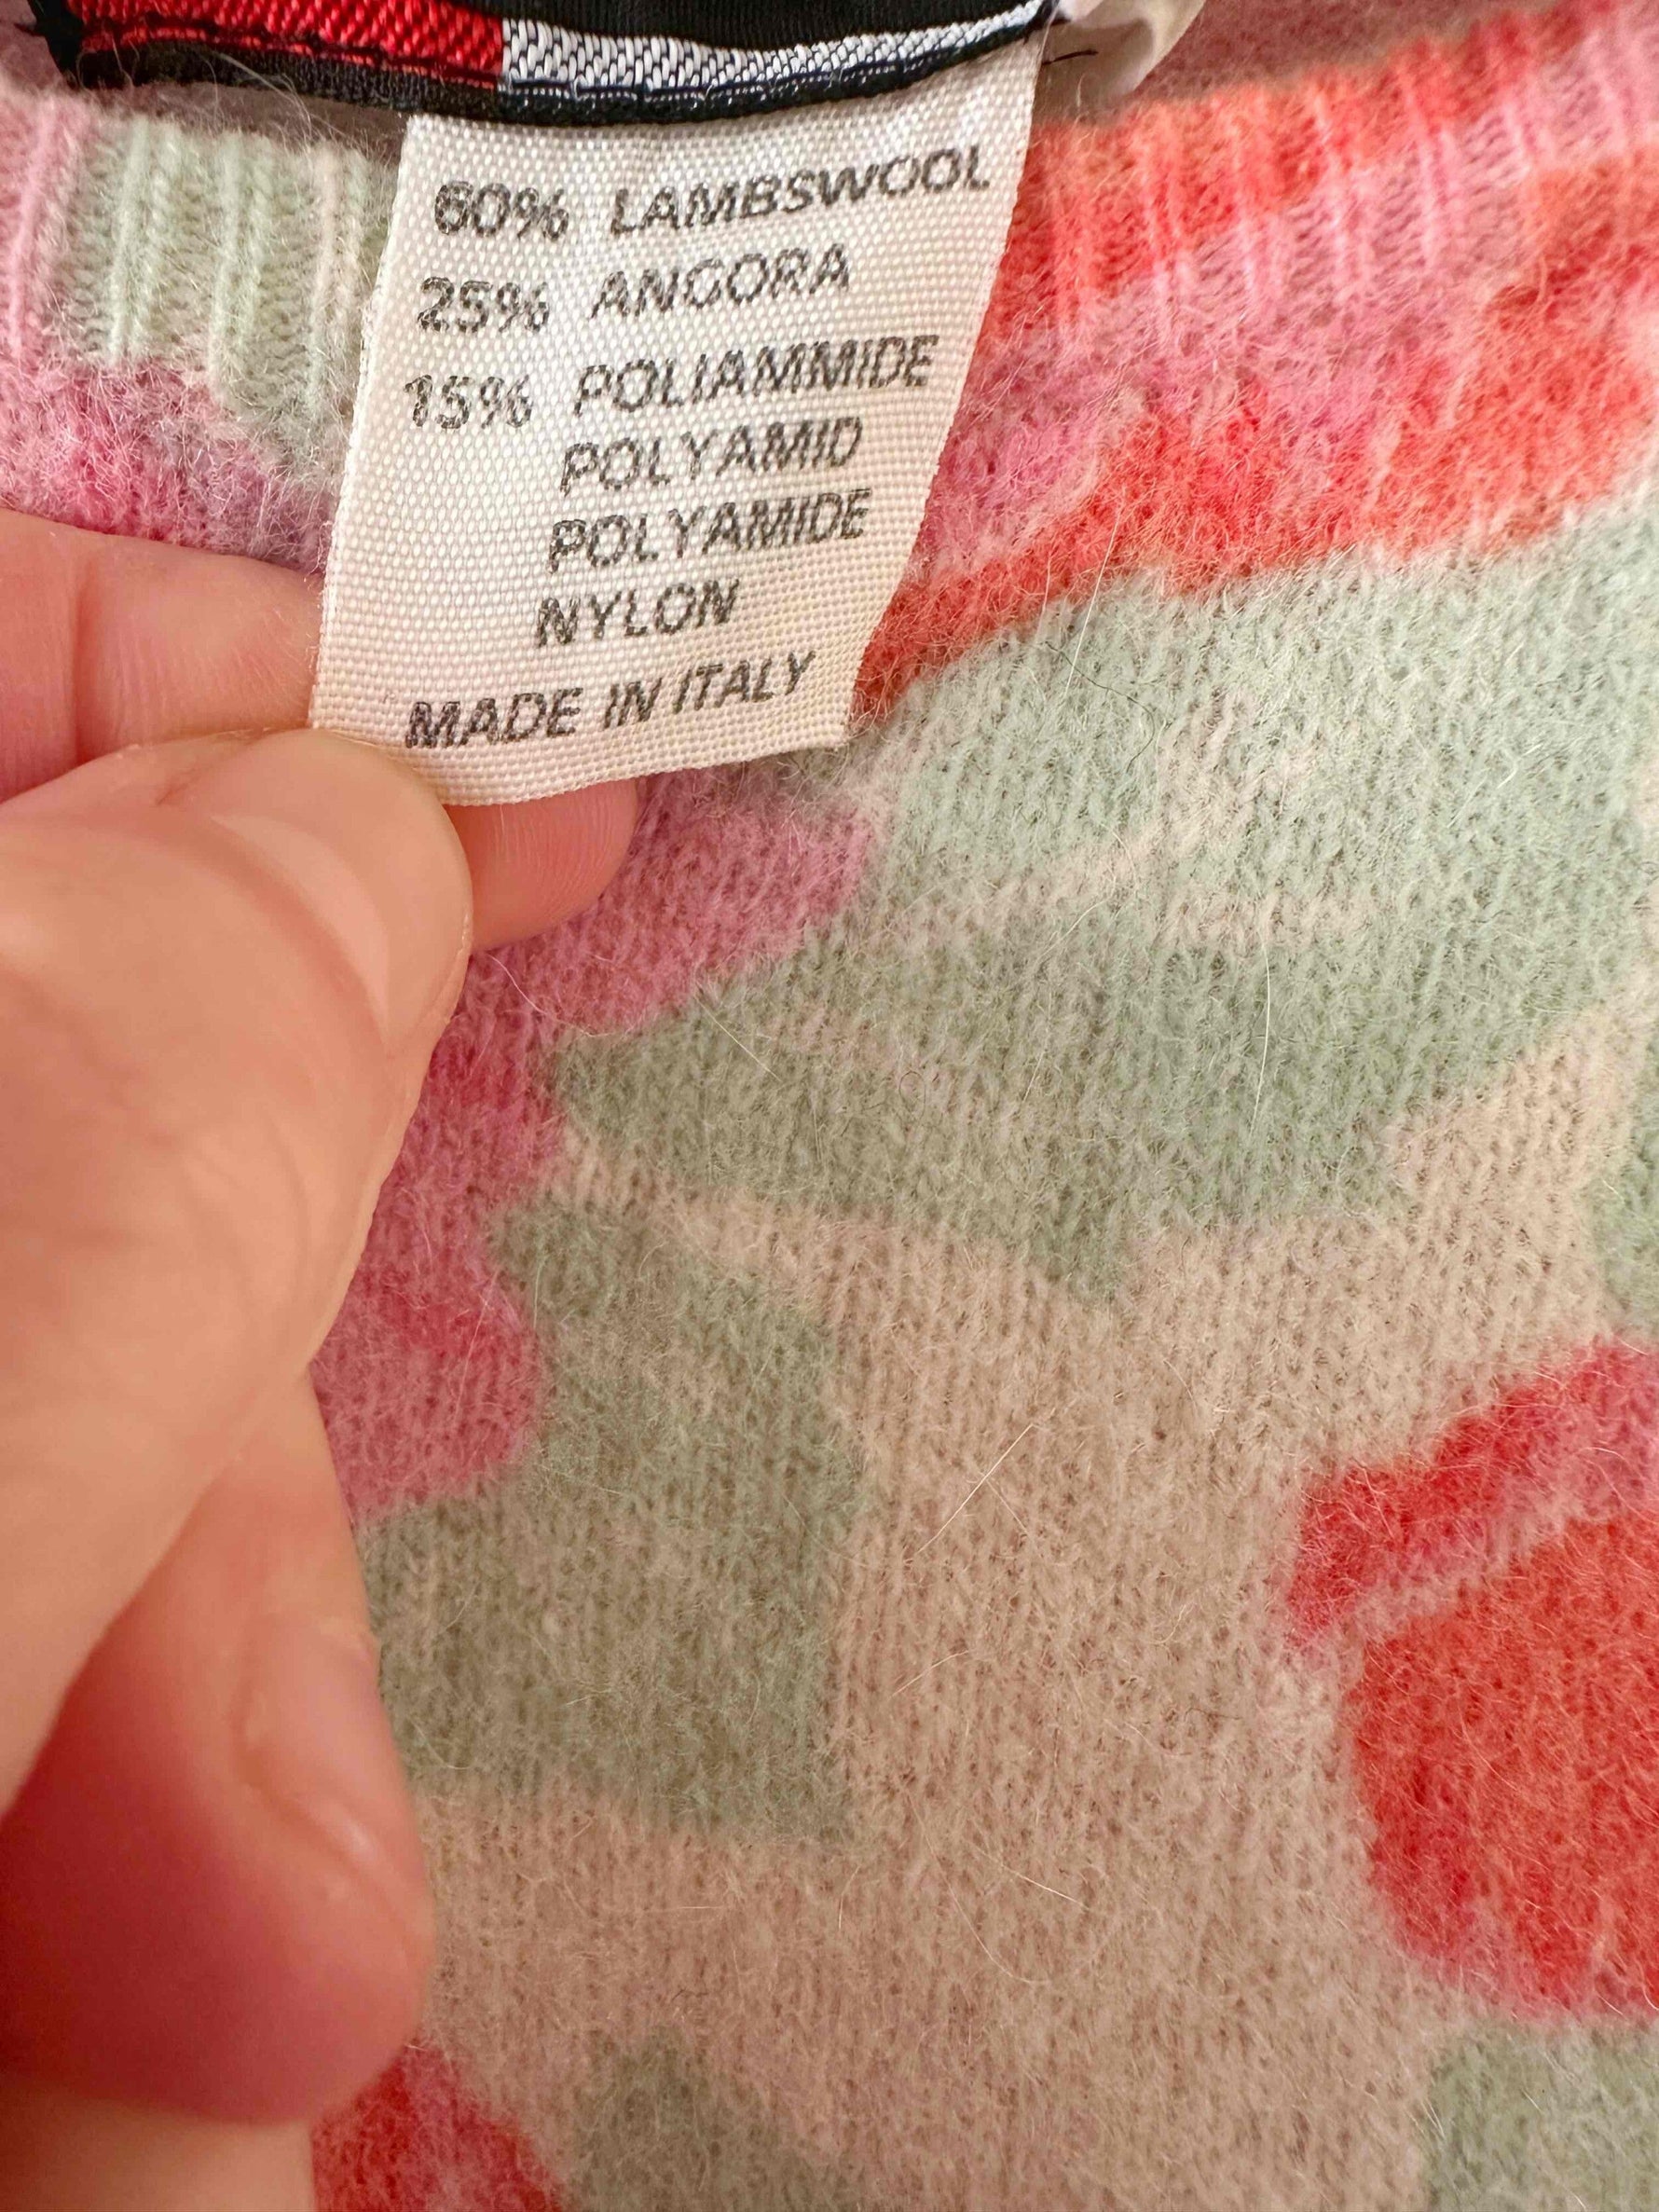 60% LAMBSWOOL
25% ANGORA
15% POLIAMMIDE
POLYAMID
POLYAMIDE
NYLON
MADE IN ITALY